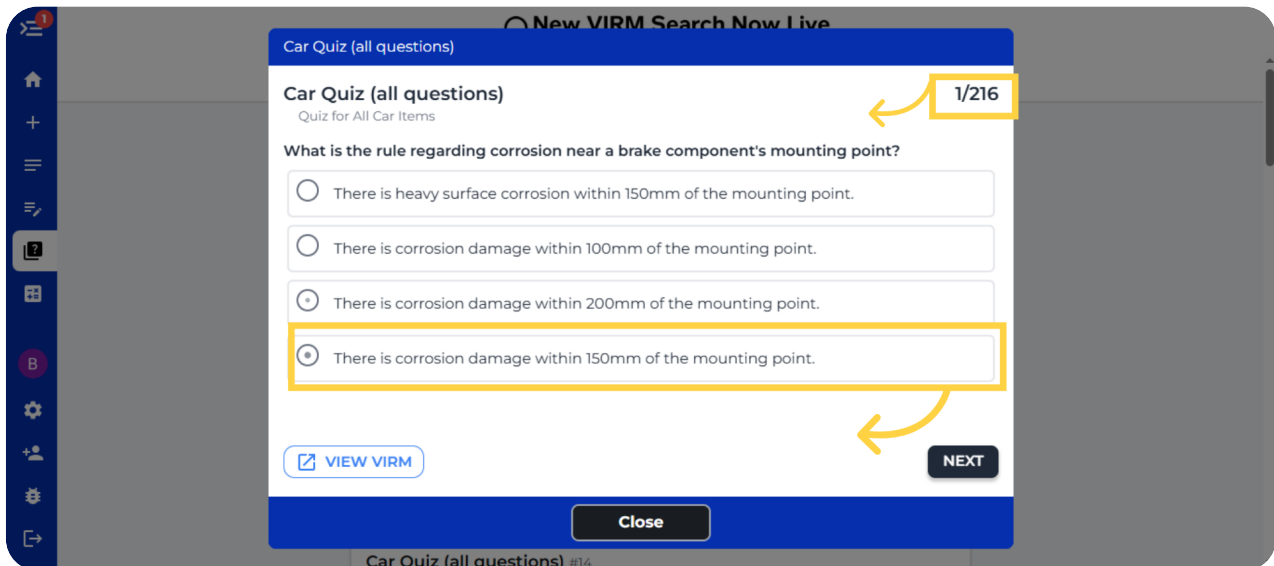 1
New VIRM Search Now Live
Car Quiz (all questions)
Car Quiz (all questions)
1/216
Quiz for All Car Items
What is the rule regarding corrosion near a brake component's mounting point?
There is heavy surface corrosion within 150mm of the mounting point.
There is corrosion damage within 100mm of the mounting point.
There is corrosion damage within 200mm of the mounting point.
There is corrosion damage within 150mm of the mounting point.
B
VIEW VIRM
NEXT
Close
Car Quiz (all questions) #14